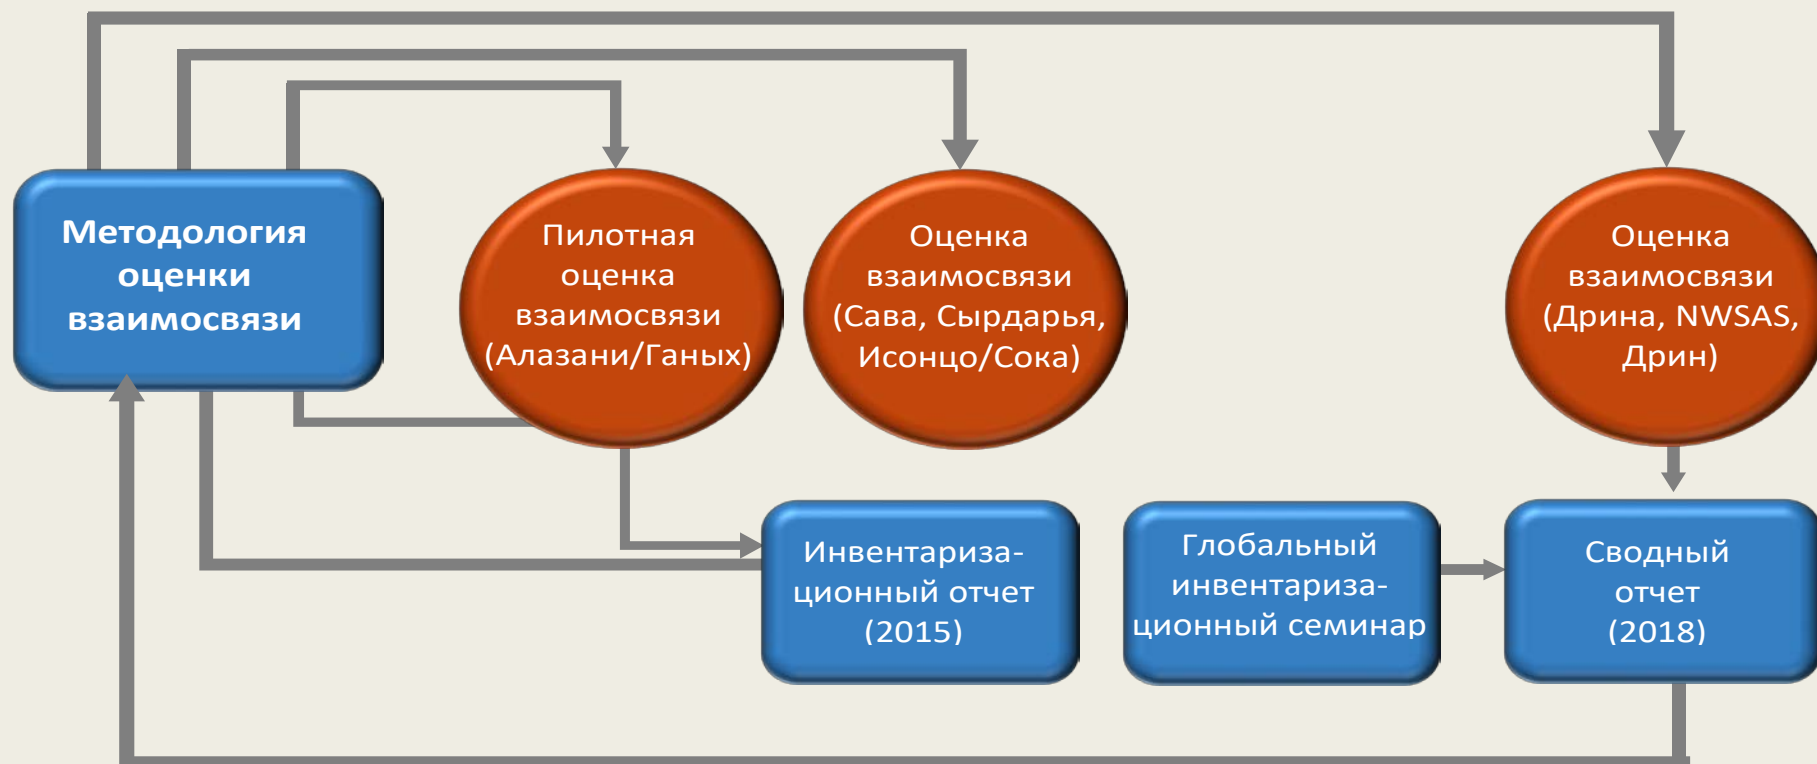 Методология
оценки
взаимосвязи
Пилотная
оценка
взаимосвязи
(Алазани/Ганых)
Оценка
взаимосвязи
(Сава, Сырдарья,
Исонцо/Сока)
Оценка
взаимосвязи
(Дрина, NWSAS,
Дрин)
Инвентариза-
ционный отчет
(2015)
Глобальный
инвентариза-
ционный семинар
Сводный
отчет
(2018)